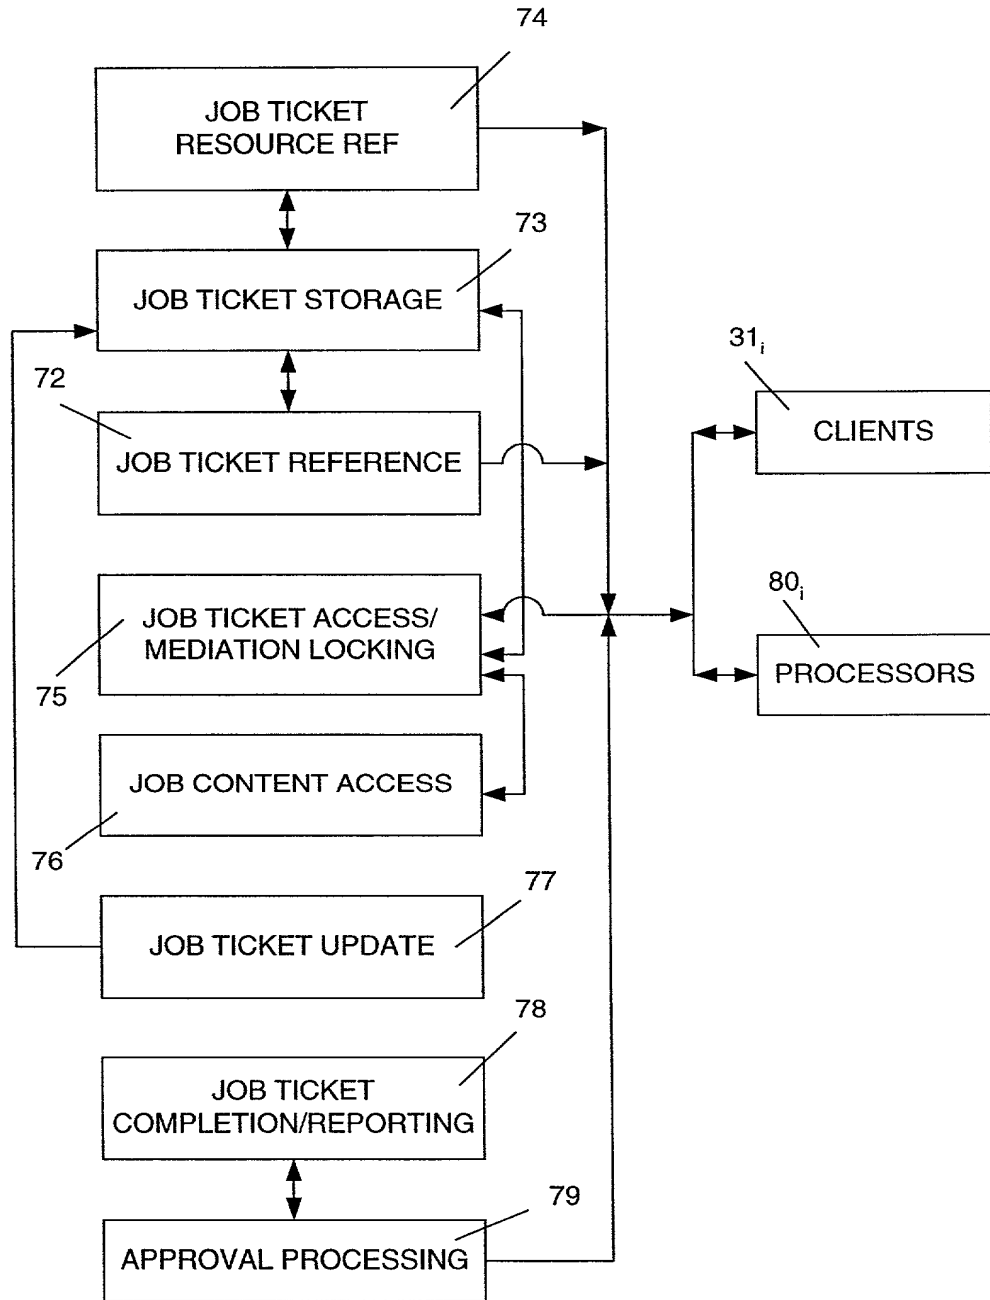 74
JOB TICKET
RESOURCE REF
73
JOB TICKET STORAGE
72
JOB TICKET REFERENCE
31i
CLIENTS
JOB TICKET ACCESS/
MEDIATION LOCKING
75
80i
PROCESSORS
JOB CONTENT ACCESS
76
77
JOB TICKET UPDATE
78
JOB TICKET
COMPLETION/REPORTING
79
APPROVAL PROCESSING